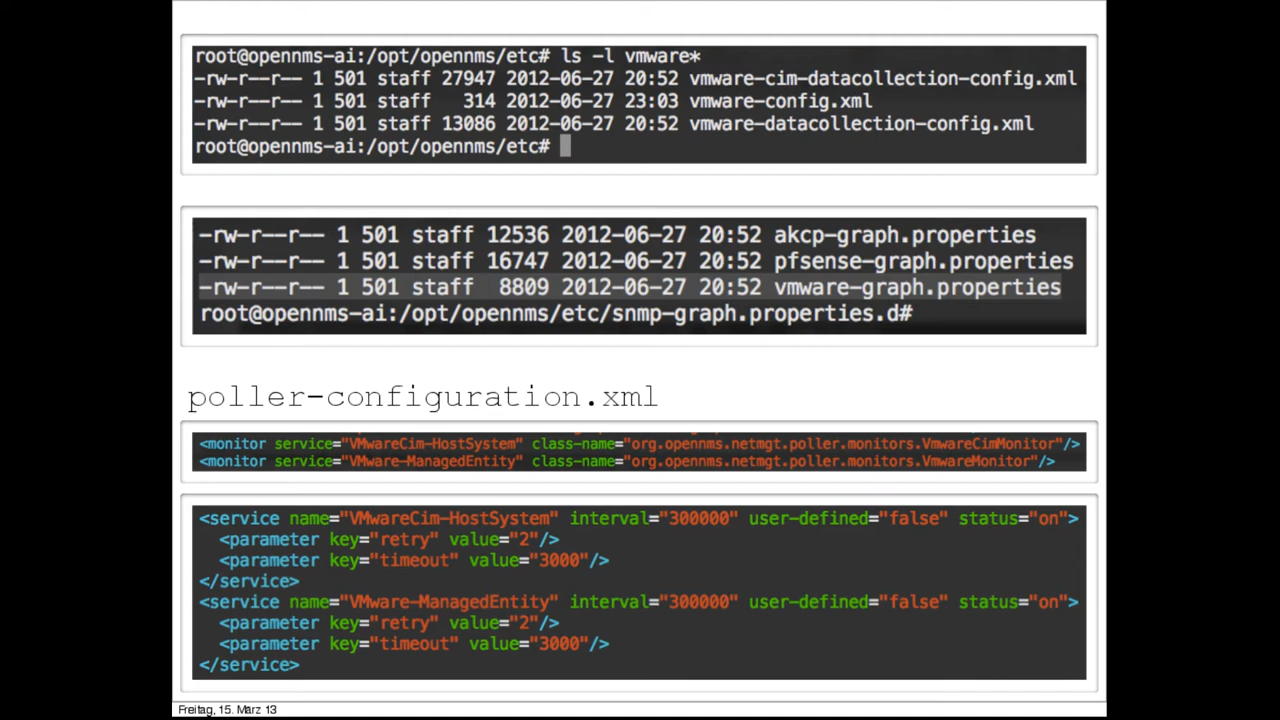 root@opennms-ai:/opt/opennms/etc# ls -l vmware*
-rw-r--r-- 1 501 staff 27947 2012-06-27 20:52 vmware-cim-datacollection-config.xml
-rw-r--r-- 1 501 staff   314 2012-06-27 23:03 vmware-config.xml
-rw-r--r-- 1 501 staff 13086 2012-06-27 20:52 vmware-datacollection-config.xml
root@opennms-ai:/opt/opennms/etc#
-rw-r--r-- 1 501 staff 12536 2012-06-27 20:52 akcp-graph.properties
-rw-r--r-- 1 501 staff 16747 2012-06-27 20:52 pfsense-graph.properties
-rw-r--r-- 1 501 staff  8809 2012-06-27 20:52 vmware-graph.properties
root@opennms-ai:/opt/opennms/etc/snmp-graph.properties.d#
poller-configuration.xml
<monitor service="VMwareCim-HostSystem" class-name="org.opennms.netmgt.poller.monitors.VmwareCimMonitor"/>
<monitor service="VMware-ManagedEntity" class-name="org.opennms.netmgt.poller.monitors.VmwareMonitor"/>
<service name="VMwareCim-HostSystem" interval="300000" user-defined="false" status="on">
  <parameter key="retry" value="2"/>
  <parameter key="timeout" value="3000"/>
</service>
<service name="VMware-ManagedEntity" interval="300000" user-defined="false" status="on">
  <parameter key="retry" value="2"/>
  <parameter key="timeout" value="3000"/>
</service>
Freitag, 15. März 13